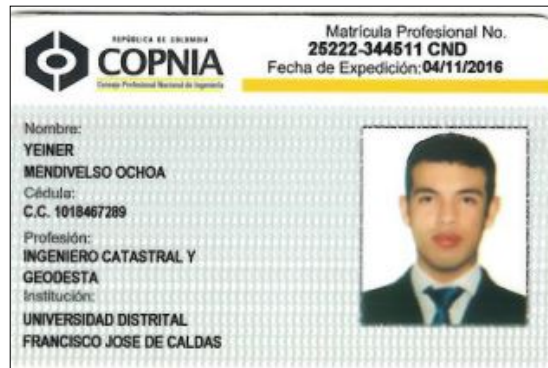 REPÚBLICA DE COLOMBIA
COPNIA
Consejo Profesional Nacional de Ingeniería
Matrícula Profesional No.
25222-344511 CND
Fecha de Expedición:04/11/2016
Nombre:
YEINER
MENDIVELSO OCHOA
Cédula:
C.C. 1018467289
Profesión:
INGENIERO CATASTRAL Y
GEODESTA
Institución:
UNIVERSIDAD DISTRITAL
FRANCISCO JOSE DE CALDAS